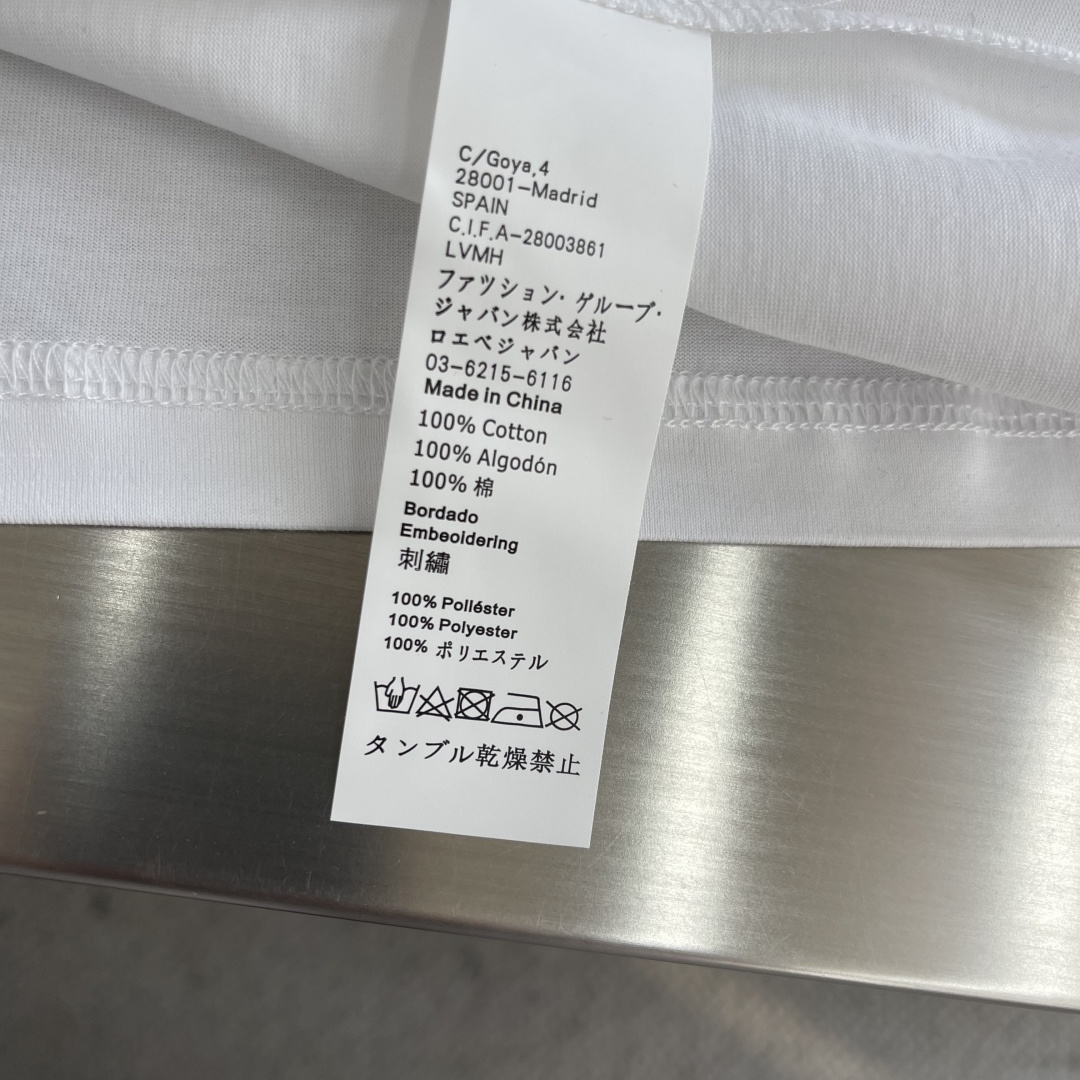 C/Goya,4
28001-Madrid
SPAIN
C.I.F.A-28003861
LVMH
ファツション・ゲループ・
ジャバン株式会社
ロエベジャバン
03-6215-6116
Made in China
100% Cotton
100% Algodón
100% 棉
Bordado
Embeoidering
刺繡
100% Poliéster
100% Polyester
100% ポリエステル
タンブル乾燥禁止